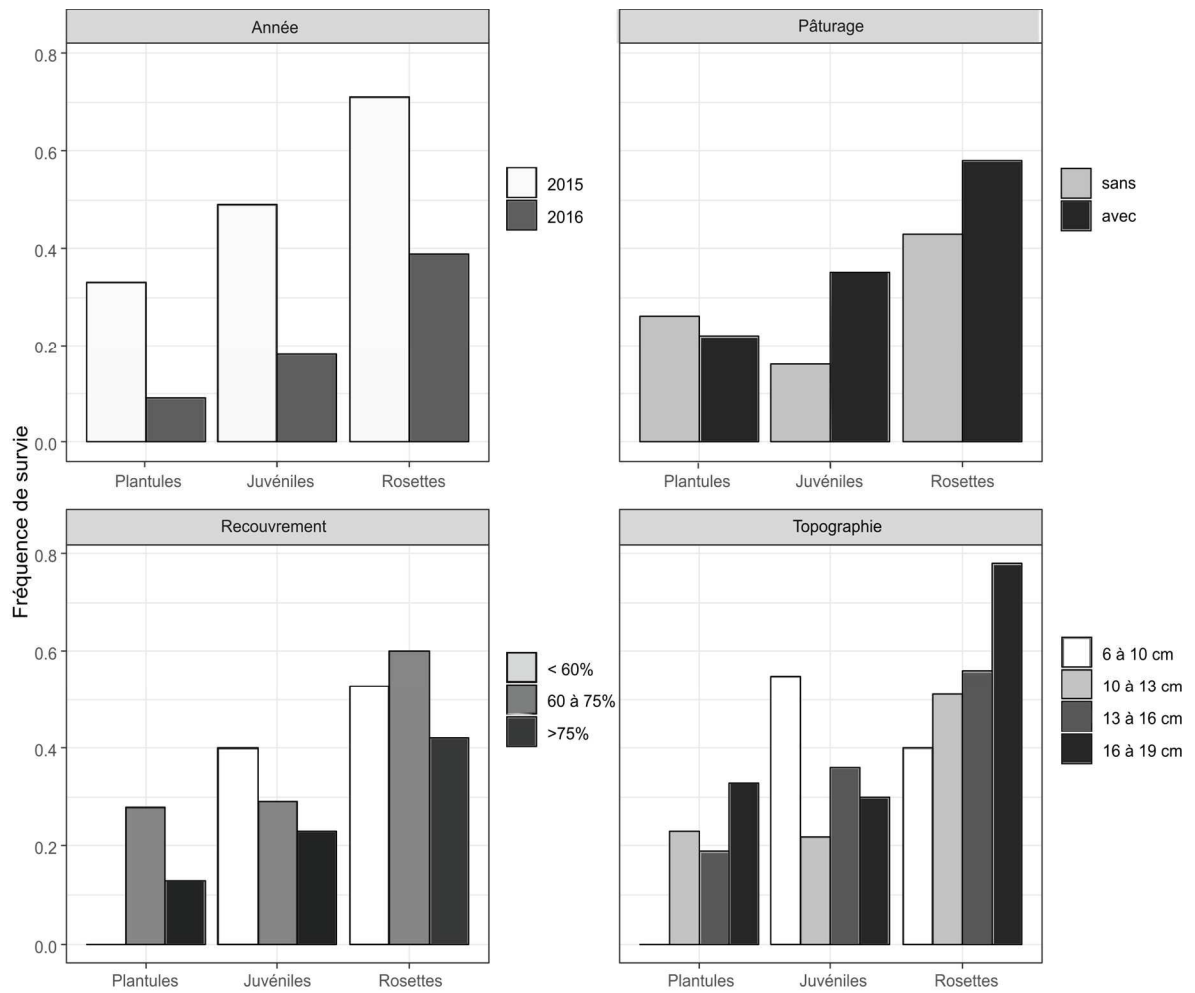 Année
Pâturage
0.8
0.6
0.4
0.2
0.0
2015
2016
sans
avec
Plantules
Juvéniles
Rosettes
Plantules
Juvéniles
Rosettes
Fréquence de survie
Recouvrement
Topographie
0.8
0.6
0.4
0.2
0.0
< 60%
60 à 75%
>75%
6 à 10 cm
10 à 13 cm
13 à 16 cm
16 à 19 cm
Plantules
Juvéniles
Rosettes
Plantules
Juvéniles
Rosettes